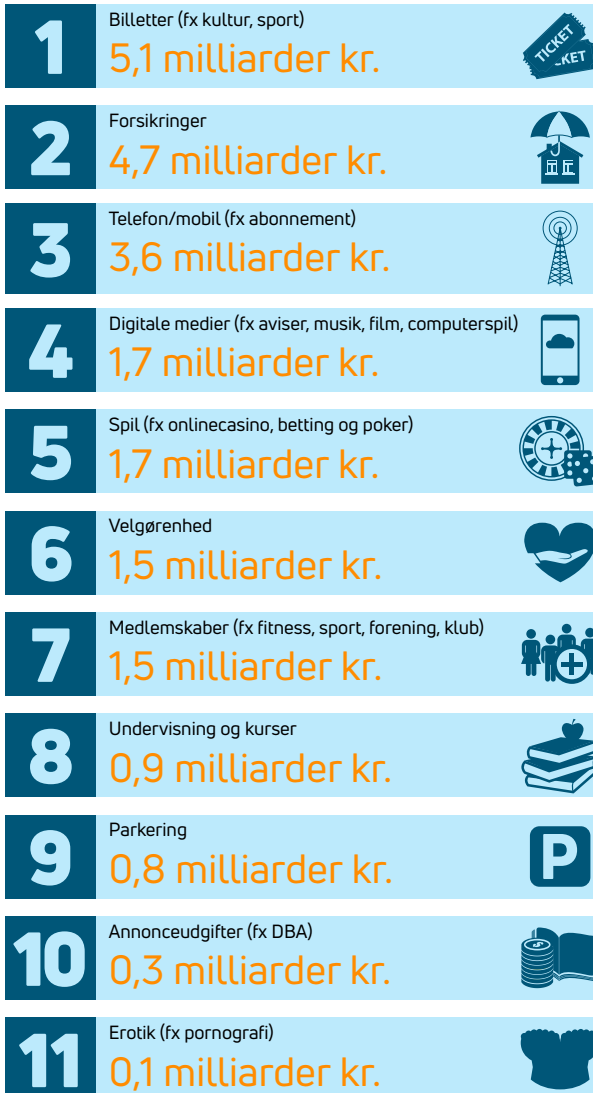 1
Billetter (fx kultur, sport)
5,1 milliarder kr.
TICKET
CKET
2
Forsikringer
4,7 milliarder kr.
3
Telefon/mobil (fx abonnement)
3,6 milliarder kr.
4
Digitale medier (fx aviser, musik, film, computerspil)
1,7 milliarder kr.
5
Spil (fx onlinecasino, betting og poker)
1,7 milliarder kr.
6
Velgørenhed
1,5 milliarder kr.
7
Medlemskaber (fx fitness, sport, forening, klub)
1,5 milliarder kr.
8
Undervisning og kurser
0,9 milliarder kr.
9
Parkering
0,8 milliarder kr.
P
10
Annonceudgifter (fx DBA)
0,3 milliarder kr.
11
Erotik (fx pornografi)
0,1 milliarder kr.